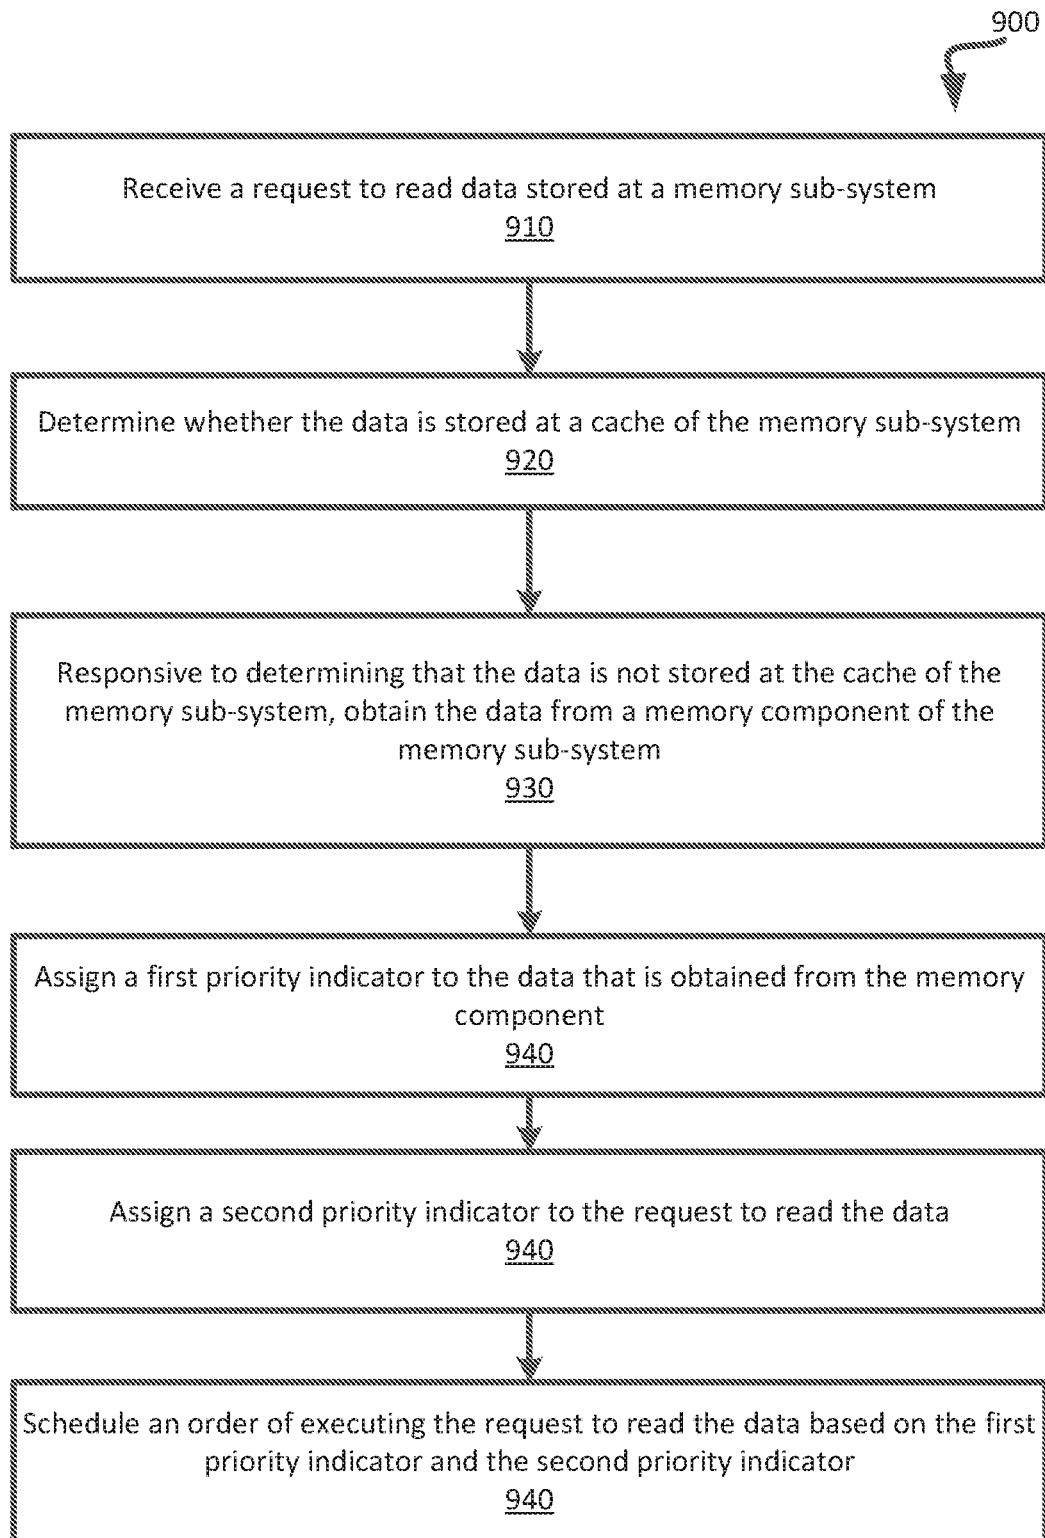 900
Receive a request to read data stored at a memory sub-system
910
Determine whether the data is stored at a cache of the memory sub-system
920
Responsive to determining that the data is not stored at the cache of the
memory sub-system, obtain the data from a memory component of the
memory sub-system
930
Assign a first priority indicator to the data that is obtained from the memory
component
940
Assign a second priority indicator to the request to read the data
940
Schedule an order of executing the request to read the data based on the first
priority indicator and the second priority indicator
940